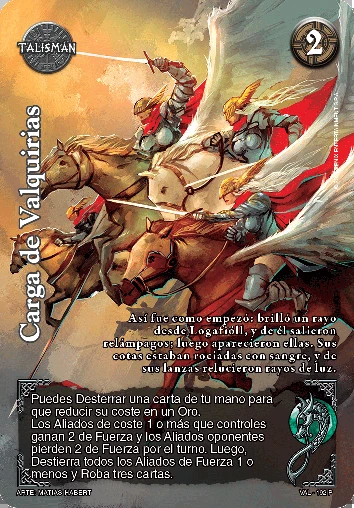 TALISMAN
2
Carga de Valquirias
Así fue como empezó: brilló un rayo
desde Logafióll, y de él salieron
relámpagos; luego aparecieron ellas. Sus
cotas estaban rociadas con sangre, y de
sus lanzas relucieron rayos de luz.
Puedes Desterrar una carta de tu mano para
que reducir su coste en un Oro.
Los Aliados de coste 1 o más que controles
ganan 2 de Fuerza y los Aliados oponentes
pierden 2 de Fuerza por el turno. Luego,
Destierra todos los Aliados de Fuerza 1 o
menos y Roba tres cartas.
ARTE: MATIAS HABERT